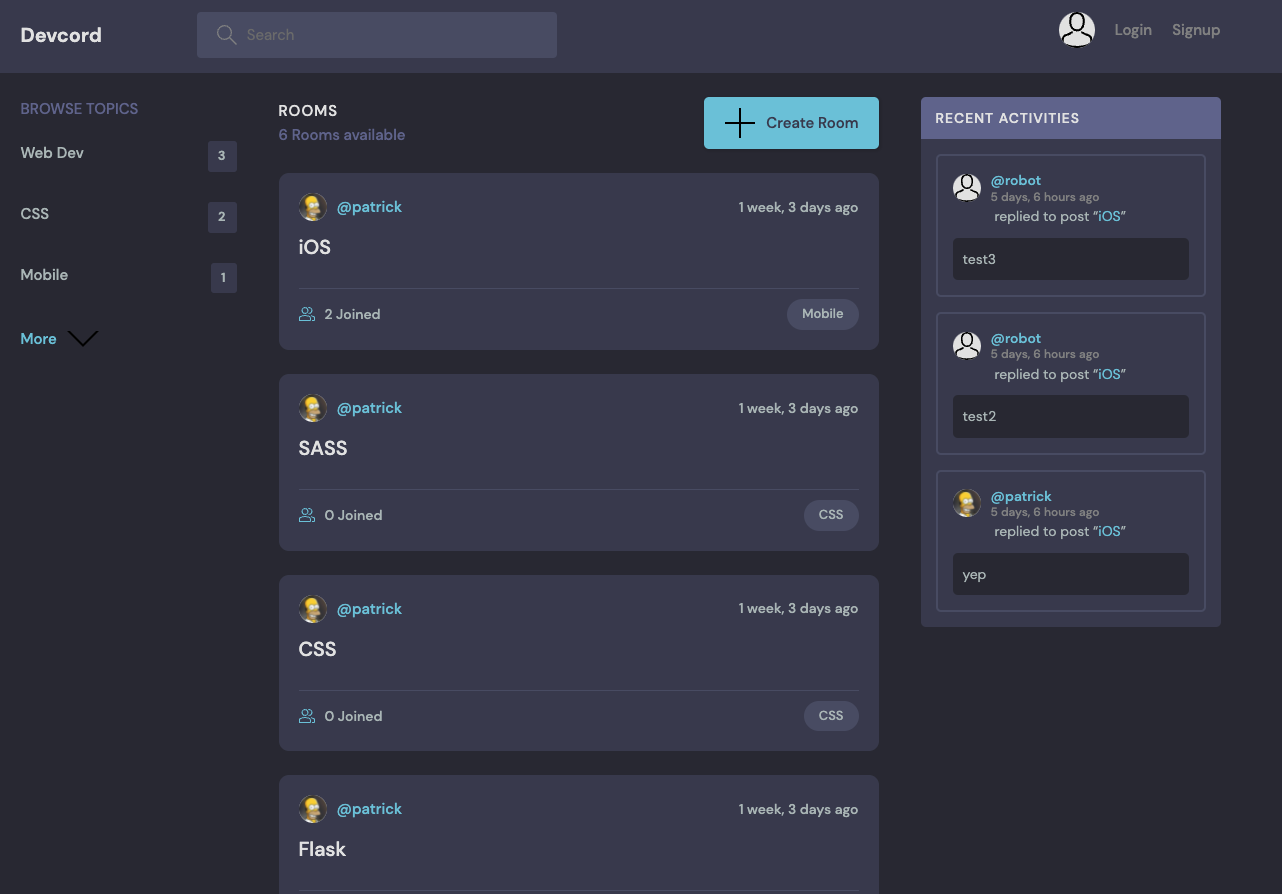 Devcord
Search
Login
Signup
BROWSE TOPICS
Web Dev
3
CSS
2
Mobile
1
More
ROOMS
6 Rooms available
Create Room
@patrick
1 week, 3 days ago
iOS
2 Joined
Mobile
@patrick
1 week, 3 days ago
SASS
0 Joined
CSS
@patrick
1 week, 3 days ago
CSS
0 Joined
CSS
@patrick
1 week, 3 days ago
Flask
RECENT ACTIVITIES
@robot
5 days, 6 hours ago
replied to post “iOS”
test3
@robot
5 days, 6 hours ago
replied to post “iOS”
test2
@patrick
5 days, 6 hours ago
replied to post “iOS”
yep